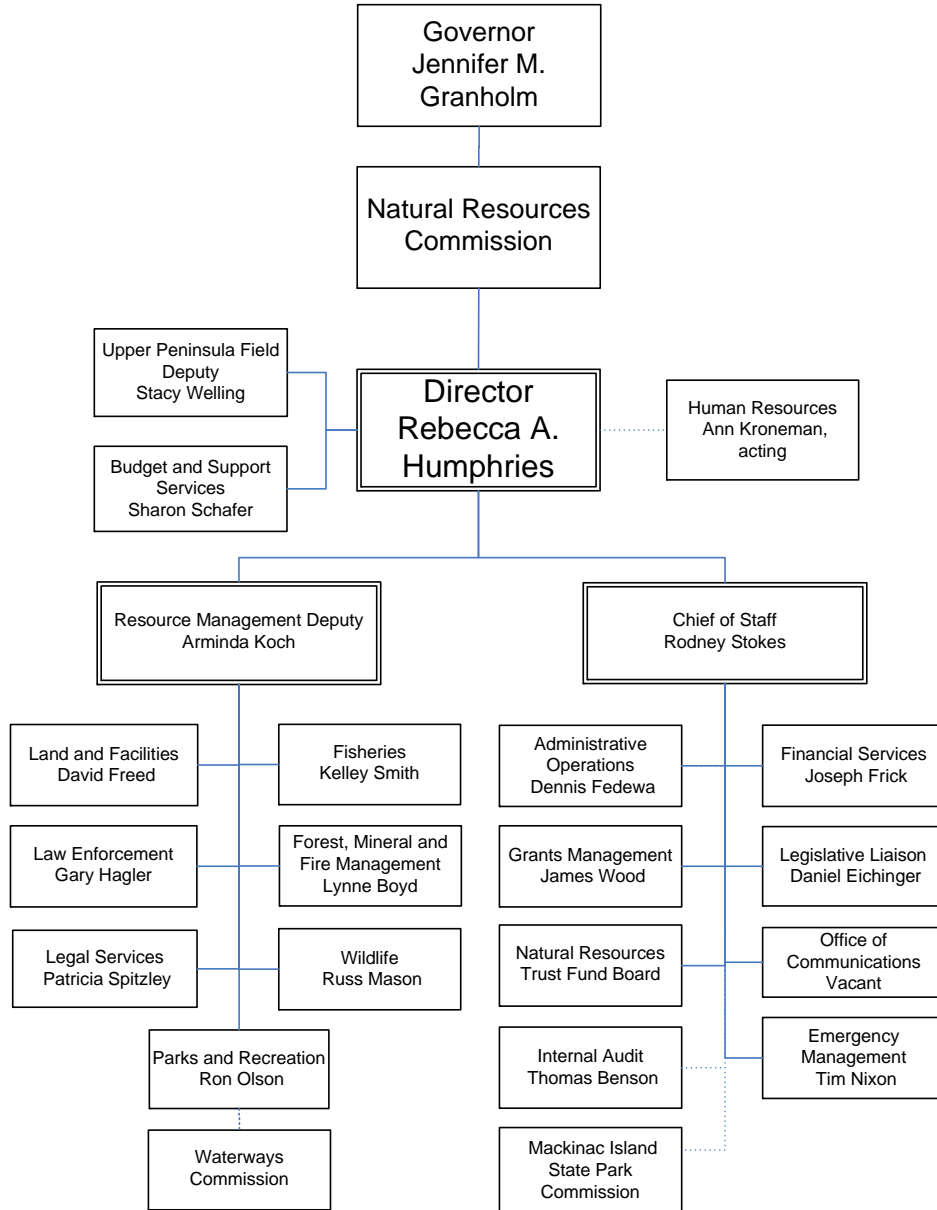 Governor
Jennifer M.
Granholm
Natural Resources
Commission
Upper Peninsula Field
Deputy
Stacy Welling
Director
Rebecca A.
Humphries
Human Resources
Ann Kroneman,
acting
Budget and Support
Services
Sharon Schafer
Resource Management Deputy
Arminda Koch
Chief of Staff
Rodney Stokes
Land and Facilities
David Freed
Fisheries
Kelley Smith
Administrative
Operations
Dennis Fedewa
Financial Services
Joseph Frick
Law Enforcement
Gary Hagler
Forest, Mineral and
Fire Management
Lynne Boyd
Grants Management
James Wood
Legislative Liaison
Daniel Eichinger
Legal Services
Patricia Spitzley
Wildlife
Russ Mason
Natural Resources
Trust Fund Board
Office of
Communications
Vacant
Parks and Recreation
Ron Olson
Internal Audit
Thomas Benson
Emergency
Management
Tim Nixon
Waterways
Commission
Mackinac Island
State Park
Commission